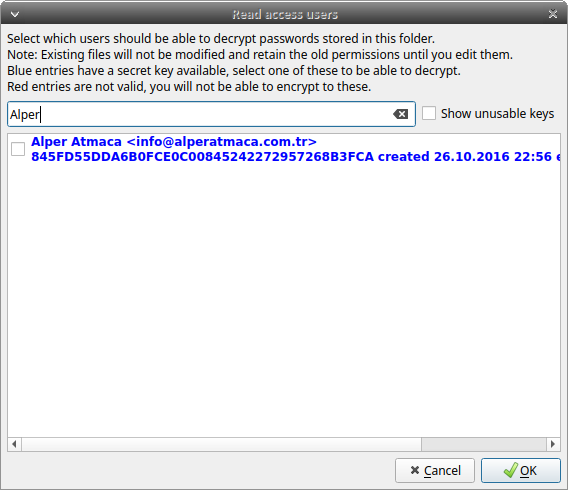 Read access users
Select which users should be able to decrypt passwords stored in this folder.
Note: Existing files will not be modified and retain the old permissions until you edit them.
Blue entries have a secret key available, select one of these to be able to decrypt.
Red entries are not valid, you will not be able to encrypt to these.
Alper
Show unusable keys
Alper Atmaca <info@alperatmaca.com.tr>
845FD55DDA6B0FCE0C00845242272957268B3FCA created 26.10.2016 22:56 e
Cancel
OK